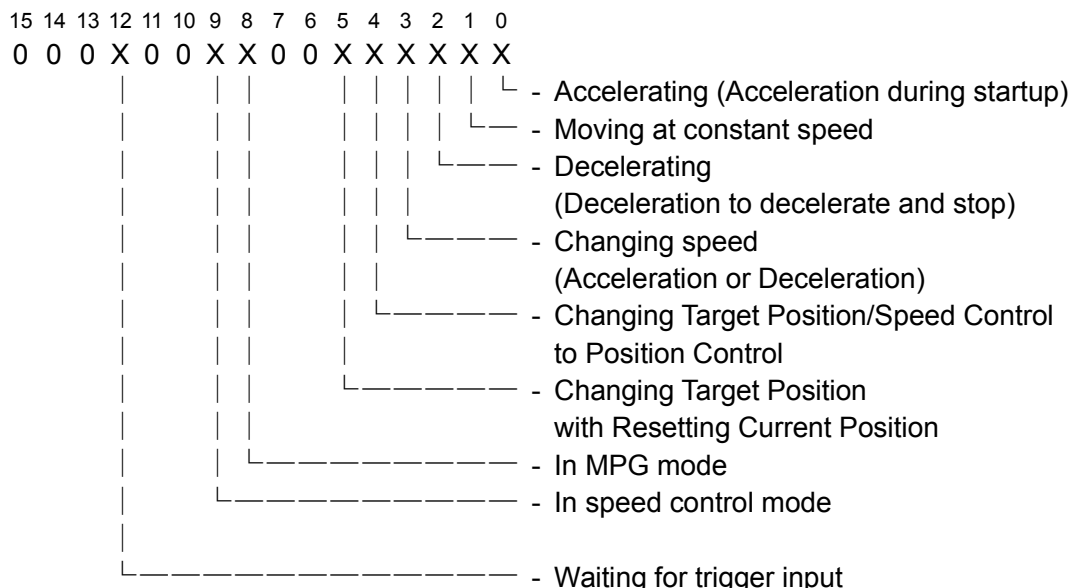 15 14 13 12 11 10 9 8 7 6 5 4 3 2 1 0
0 0 0 X 0 0 X X 0 0 X X X X X X
- Accelerating (Acceleration during startup)
- Moving at constant speed
- Decelerating
(Deceleration to decelerate and stop)
- Changing speed
(Acceleration or Deceleration)
- Changing Target Position/Speed Control
to Position Control
- Changing Target Position
with Resetting Current Position
- In MPG mode
- In speed control mode
- Waiting for trigger input